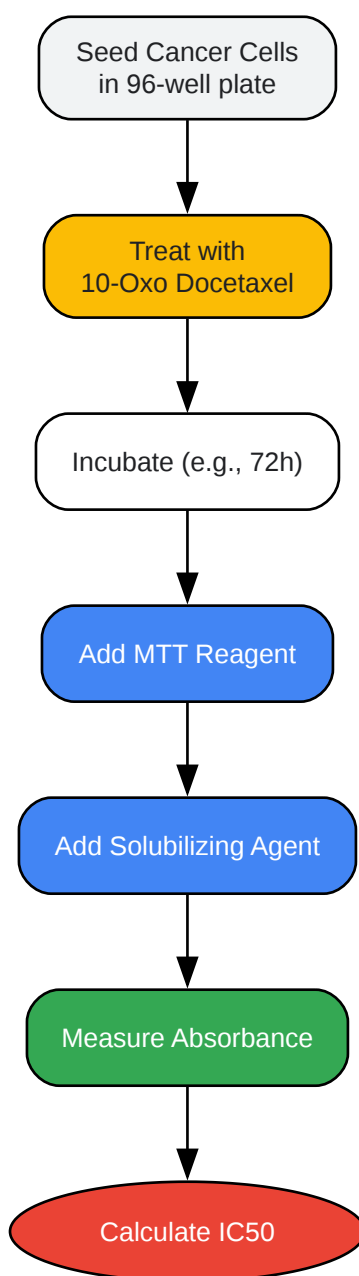 Seed Cancer Cells
in 96-well plate
Treat with
10-Oxo Docetaxel
Incubate (e.g., 72h)
Add MTT Reagent
Add Solubilizing Agent
Measure Absorbance
Calculate IC50